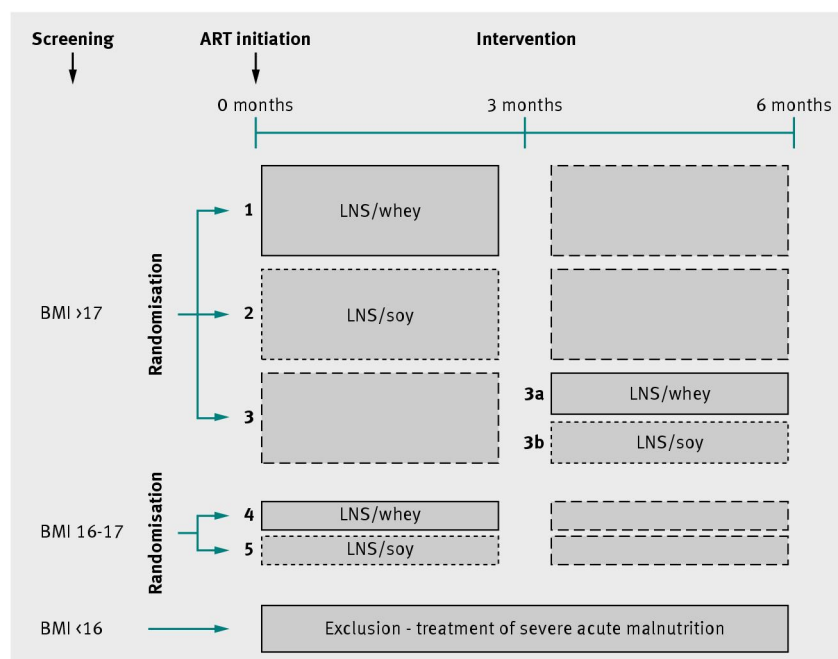 Screening
ART initiation
Intervention
0 months
3 months
6 months
BMI >17
Randomisation
1
LNS/whey
2
LNS/soy
3
3a
LNS/whey
3b
LNS/soy
BMI 16-17
Randomisation
4
LNS/whey
5
LNS/soy
BMI <16
Exclusion - treatment of severe acute malnutrition